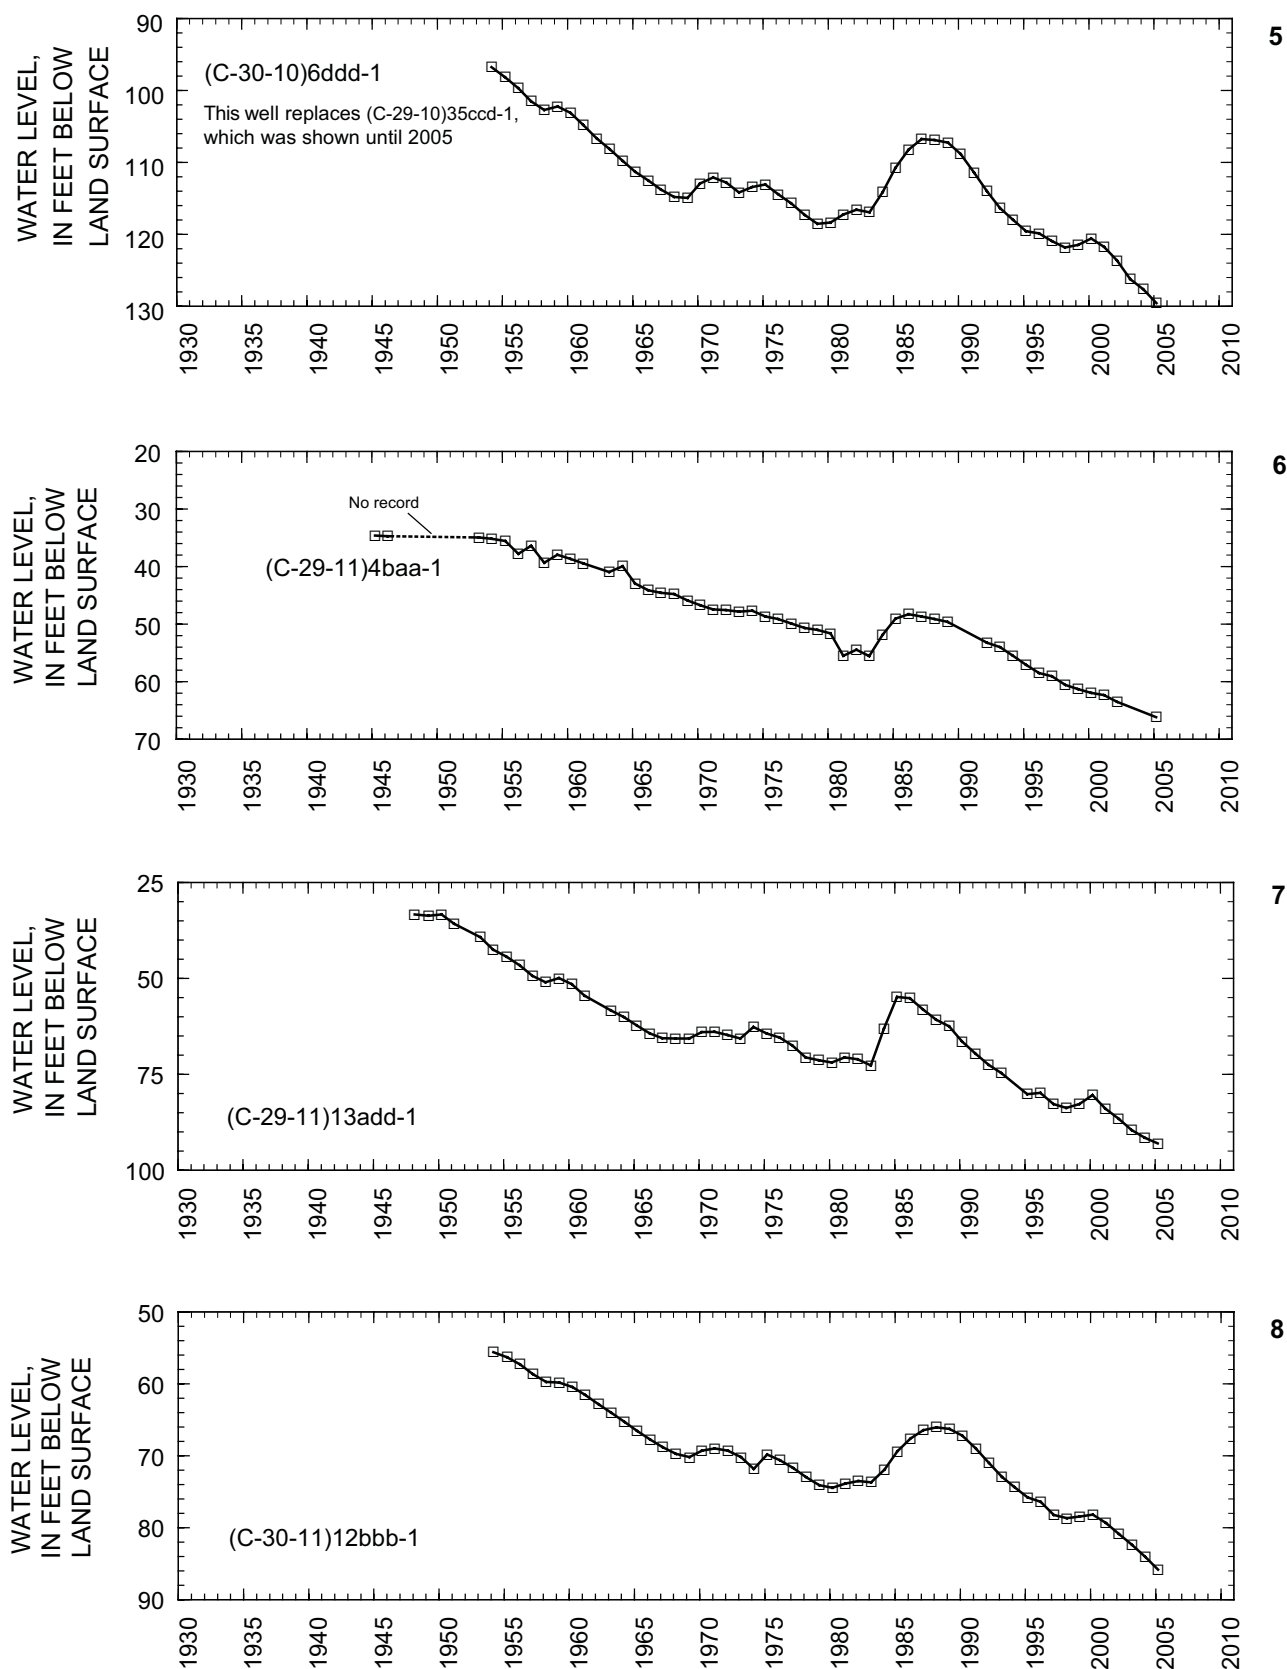 5
WATER LEVEL,
IN FEET BELOW
LAND SURFACE
90
100
110
120
130
(C-30-10)6ddd-1
This well replaces (C-29-10)35ccd-1,
which was shown until 2005
1930 1935 1940 1945 1950 1955 1960 1965 1970 1975 1980 1985 1990 1995 2000 2005 2010
6
WATER LEVEL,
IN FEET BELOW
LAND SURFACE
20
30
40
50
60
70
No record
(C-29-11)4baa-1
1930 1935 1940 1945 1950 1955 1960 1965 1970 1975 1980 1985 1990 1995 2000 2005 2010
7
WATER LEVEL,
IN FEET BELOW
LAND SURFACE
25
50
75
100
(C-29-11)13add-1
1930 1935 1940 1945 1950 1955 1960 1965 1970 1975 1980 1985 1990 1995 2000 2005 2010
8
WATER LEVEL,
IN FEET BELOW
LAND SURFACE
50
60
70
80
90
(C-30-11)12bbb-1
1930 1935 1940 1945 1950 1955 1960 1965 1970 1975 1980 1985 1990 1995 2000 2005 2010